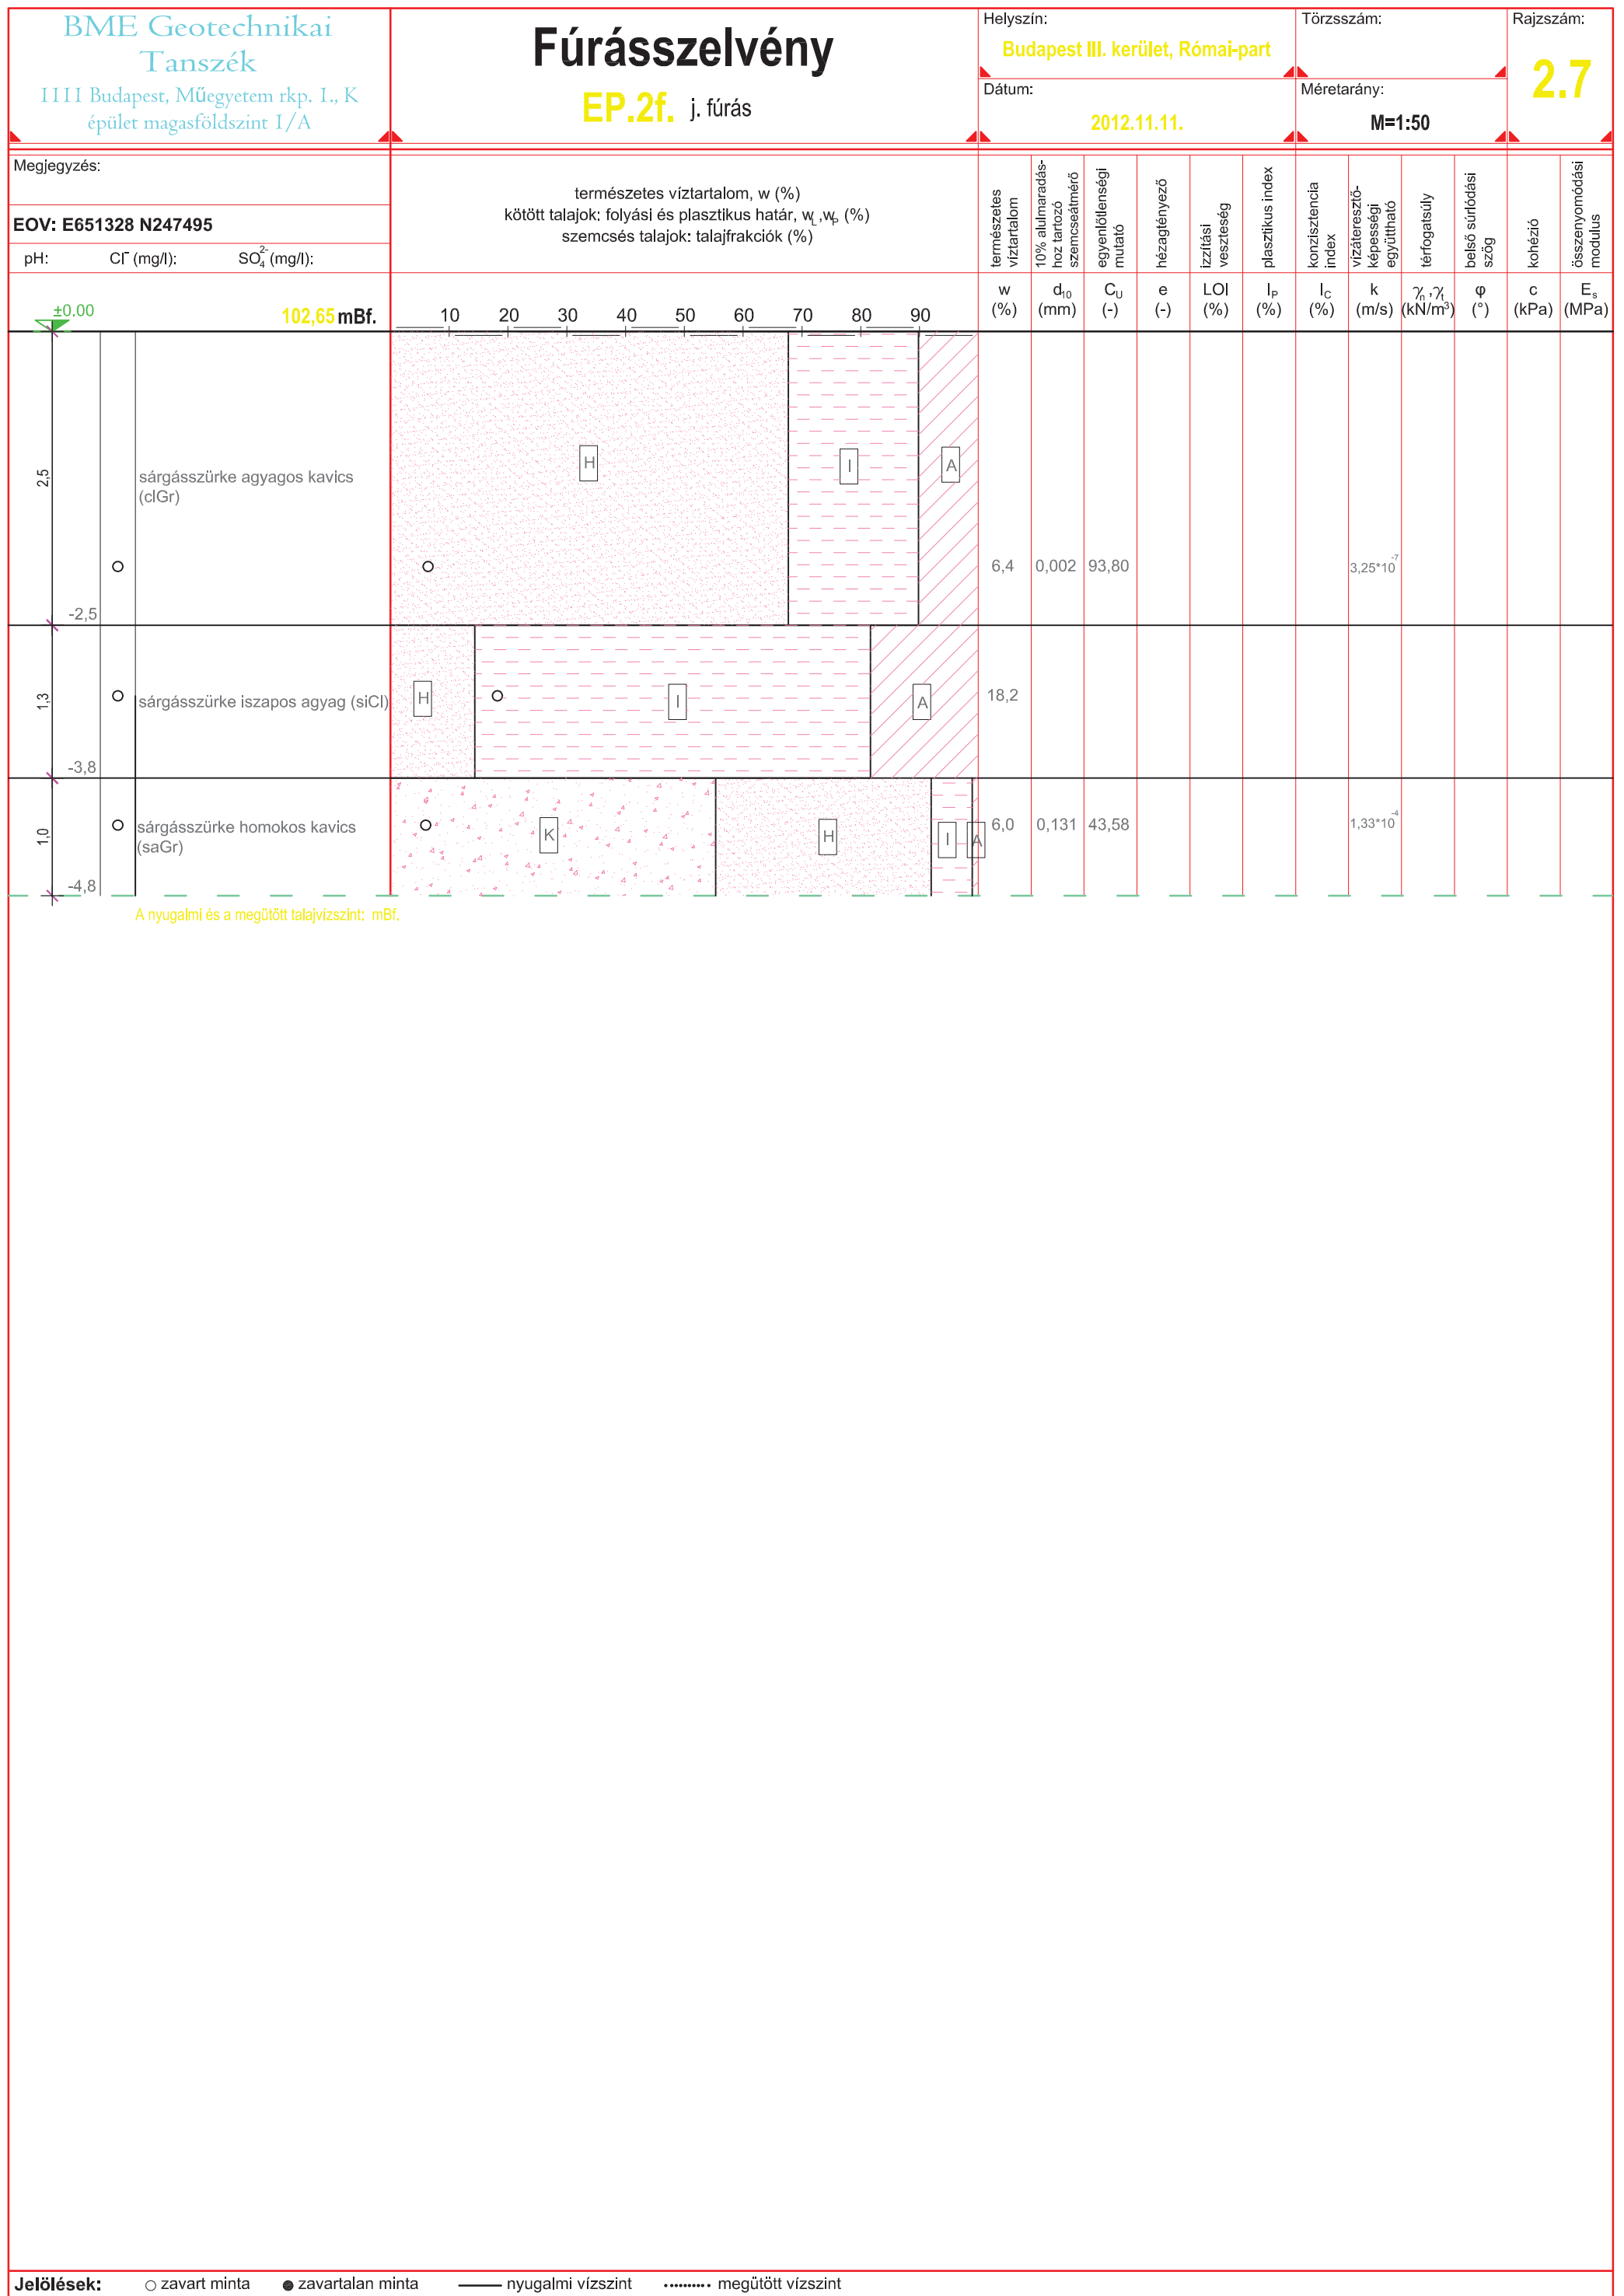 BME Geotechnikai
Tanszék
1111 Budapest, Műegyetem rkp. 1., K
épület magasföldszint 1/A
Fúrásszelvény
EP.2f. j. fúrás
Helyszín:
Budapest III. kerület, Római-part
Törzsszám:
Rajzszám:
2.7
Dátum:
2012.11.11.
Méretarány:
M=1:50
Megjegyzés:
EOV: E651328 N247495
pH: Cl⁻ (mg/l): SO₄²⁻ (mg/l):
±0.00 102,65 mBf.
természetes víztartalom, w (%)
kötött talajok: folyási és plasztikus határ, wL,wP, (%)
szemcsés talajok: talajfrakciók (%)
10 20 30 40 50 60 70 80 90
természetes
víztartalom
10% alulmaradás-
hoz tartozó
szemcseátmérő
egyenlőtlenségi
mutató
hézagtényező
izzítási
veszteség
plasztikus index
konzisztencia
index
vízáteresztő-
képességi
együttható
térfogatsúly
belső súrlódási
szög
kohézió
összenyomódási
modulus
w d₁₀ CU e LOI IP IC k γn,γt φ c Es
(%) (mm) (-) (-) (%) (%) (%) (m/s) (kN/m³) (°) (kPa) (MPa)
2,5
sárgásszürke agyagos kavics
(clGr)
H I A
6,4 0,002 93,80 3,25*10⁻⁷
-2,5
1,3
sárgásszürke iszapos agyag (siCl)
H I A
18,2
-3,8
1,0
sárgásszürke homokos kavics
(saGr)
K H I A
6,0 0,131 43,58 1,33*10⁻⁴
-4,8
A nyugalmi és a megütött talajvízszint: mBf.
Jelölések: zavart minta zavartalan minta nyugalmi vízszint megütött vízszint